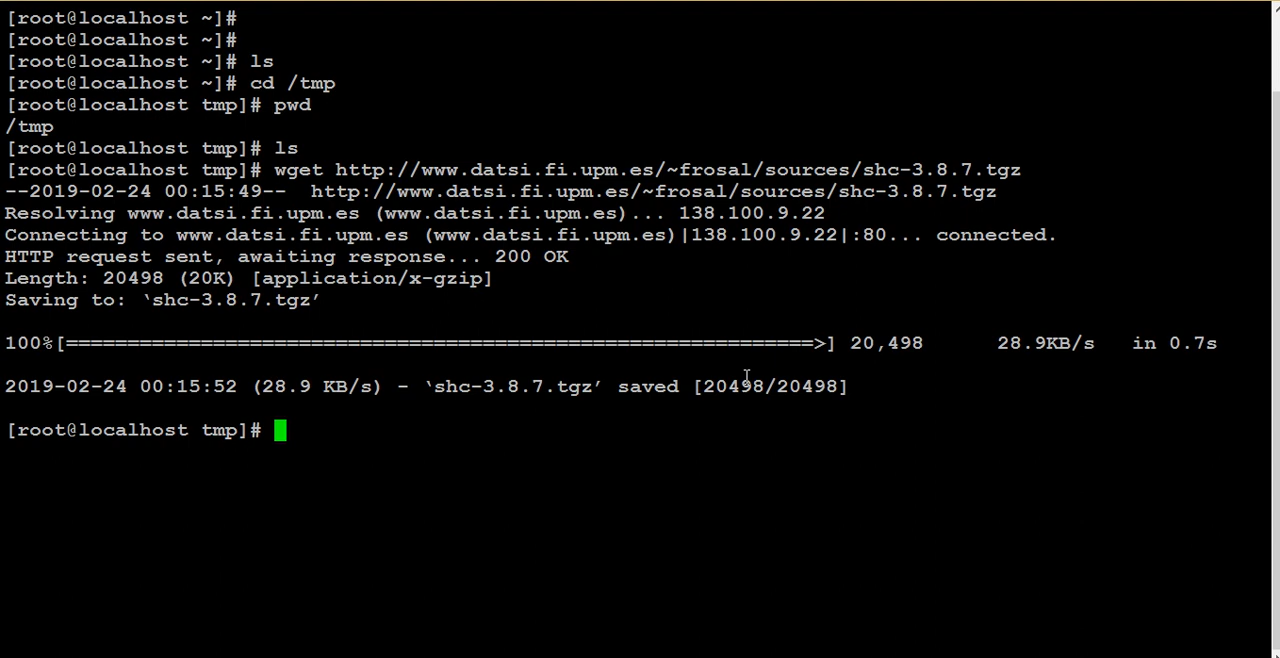 [root@localhost ~]#
[root@localhost ~]#
[root@localhost ~]# ls
[root@localhost ~]# cd /tmp
[root@localhost tmp]# pwd
/tmp
[root@localhost tmp]# ls
[root@localhost tmp]# wget http://www.datsi.fi.upm.es/~frosal/sources/shc-3.8.7.tgz
--2019-02-24 00:15:49--  http://www.datsi.fi.upm.es/~frosal/sources/shc-3.8.7.tgz
Resolving www.datsi.fi.upm.es (www.datsi.fi.upm.es)... 138.100.9.22
Connecting to www.datsi.fi.upm.es (www.datsi.fi.upm.es)|138.100.9.22|:80... connected.
HTTP request sent, awaiting response... 200 OK
Length: 20498 (20K) [application/x-gzip]
Saving to: ‘shc-3.8.7.tgz’
100%[=============================================================>] 20,498      28.9KB/s   in 0.7s
2019-02-24 00:15:52 (28.9 KB/s) - ‘shc-3.8.7.tgz’ saved [20498/20498]
[root@localhost tmp]#